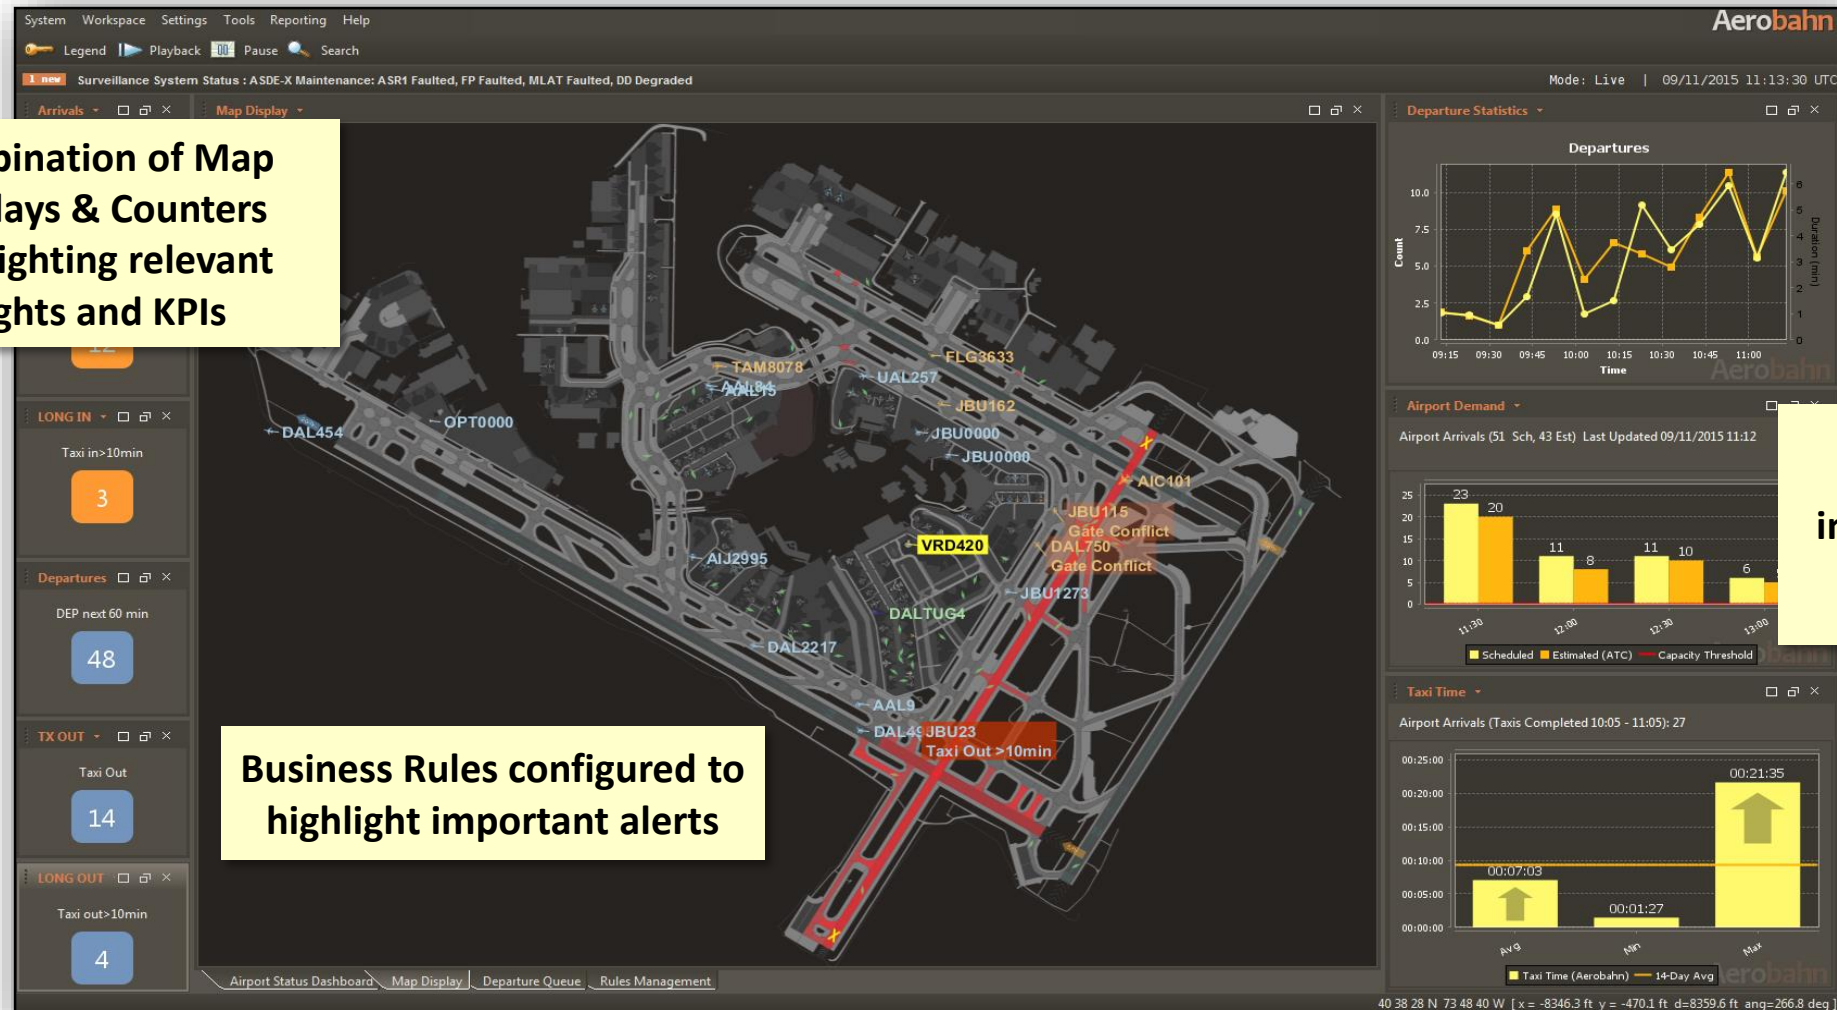 System Workspace Settings Tools Reporting Help
Aerobahn
Legend Playback Pause Search
1 new Surveillance System Status : ASDE-X Maintenance: ASR1 Faulted, FP Faulted, MLAT Faulted, DD Degraded
Mode: Live | 09/11/2015 11:13:30 UTC
Arrivals
bination of Map
lays & Counters
ighting relevant
ghts and KPIs
12
LONG IN
Taxi in>10min
3
Departures
DEP next 60 min
48
TX OUT
Taxi Out
14
LONG OUT
Taxi out>10min
4
Map Display
FLG3633
TAM8078
UAL257
AAL84
AAL15
JBU162
OPT0000
DAL454
JBU0000
JBU0000
AIC101
JBU115
Gate Conflict
VRD420
DAL750
Gate Conflict
AIJ2995
JBU1273
DALTUG4
DAL2217
AAL9
DAL49
JBU23
Taxi Out >10min
X
X
Business Rules configured to
highlight important alerts
Airport Status Dashboard Map Display Departure Queue Rules Management
Departure Statistics
Departures
Count
10.0
7.5
5.0
2.5
0.0
6
5
4
3
2
1
0
Duration (min)
09:15 09:30 09:45 10:00 10:15 10:30 10:45 11:00
Time
Aerobahn
Airport Demand
Airport Arrivals (51 Sch, 43 Est) Last Updated 09/11/2015 11:12
in
25
20
15
10
5
0
23 20 11 8 11 10 6
11:30 12:00 12:30 13:00
Scheduled Estimated (ATC) Capacity Threshold
Taxi Time
Airport Arrivals (Taxis Completed 10:05 - 11:05): 27
00:25:00
00:20:00
00:15:00
00:10:00
00:05:00
00:00:00
00:07:03 00:01:27 00:21:35
Avg Min Max
Taxi Time (Aerobahn) 14-Day Avg
40 38 28 N 73 48 40 W [ x = -8346.3 ft y = -470.1 ft d=8359.6 ft ang=266.8 deg ]